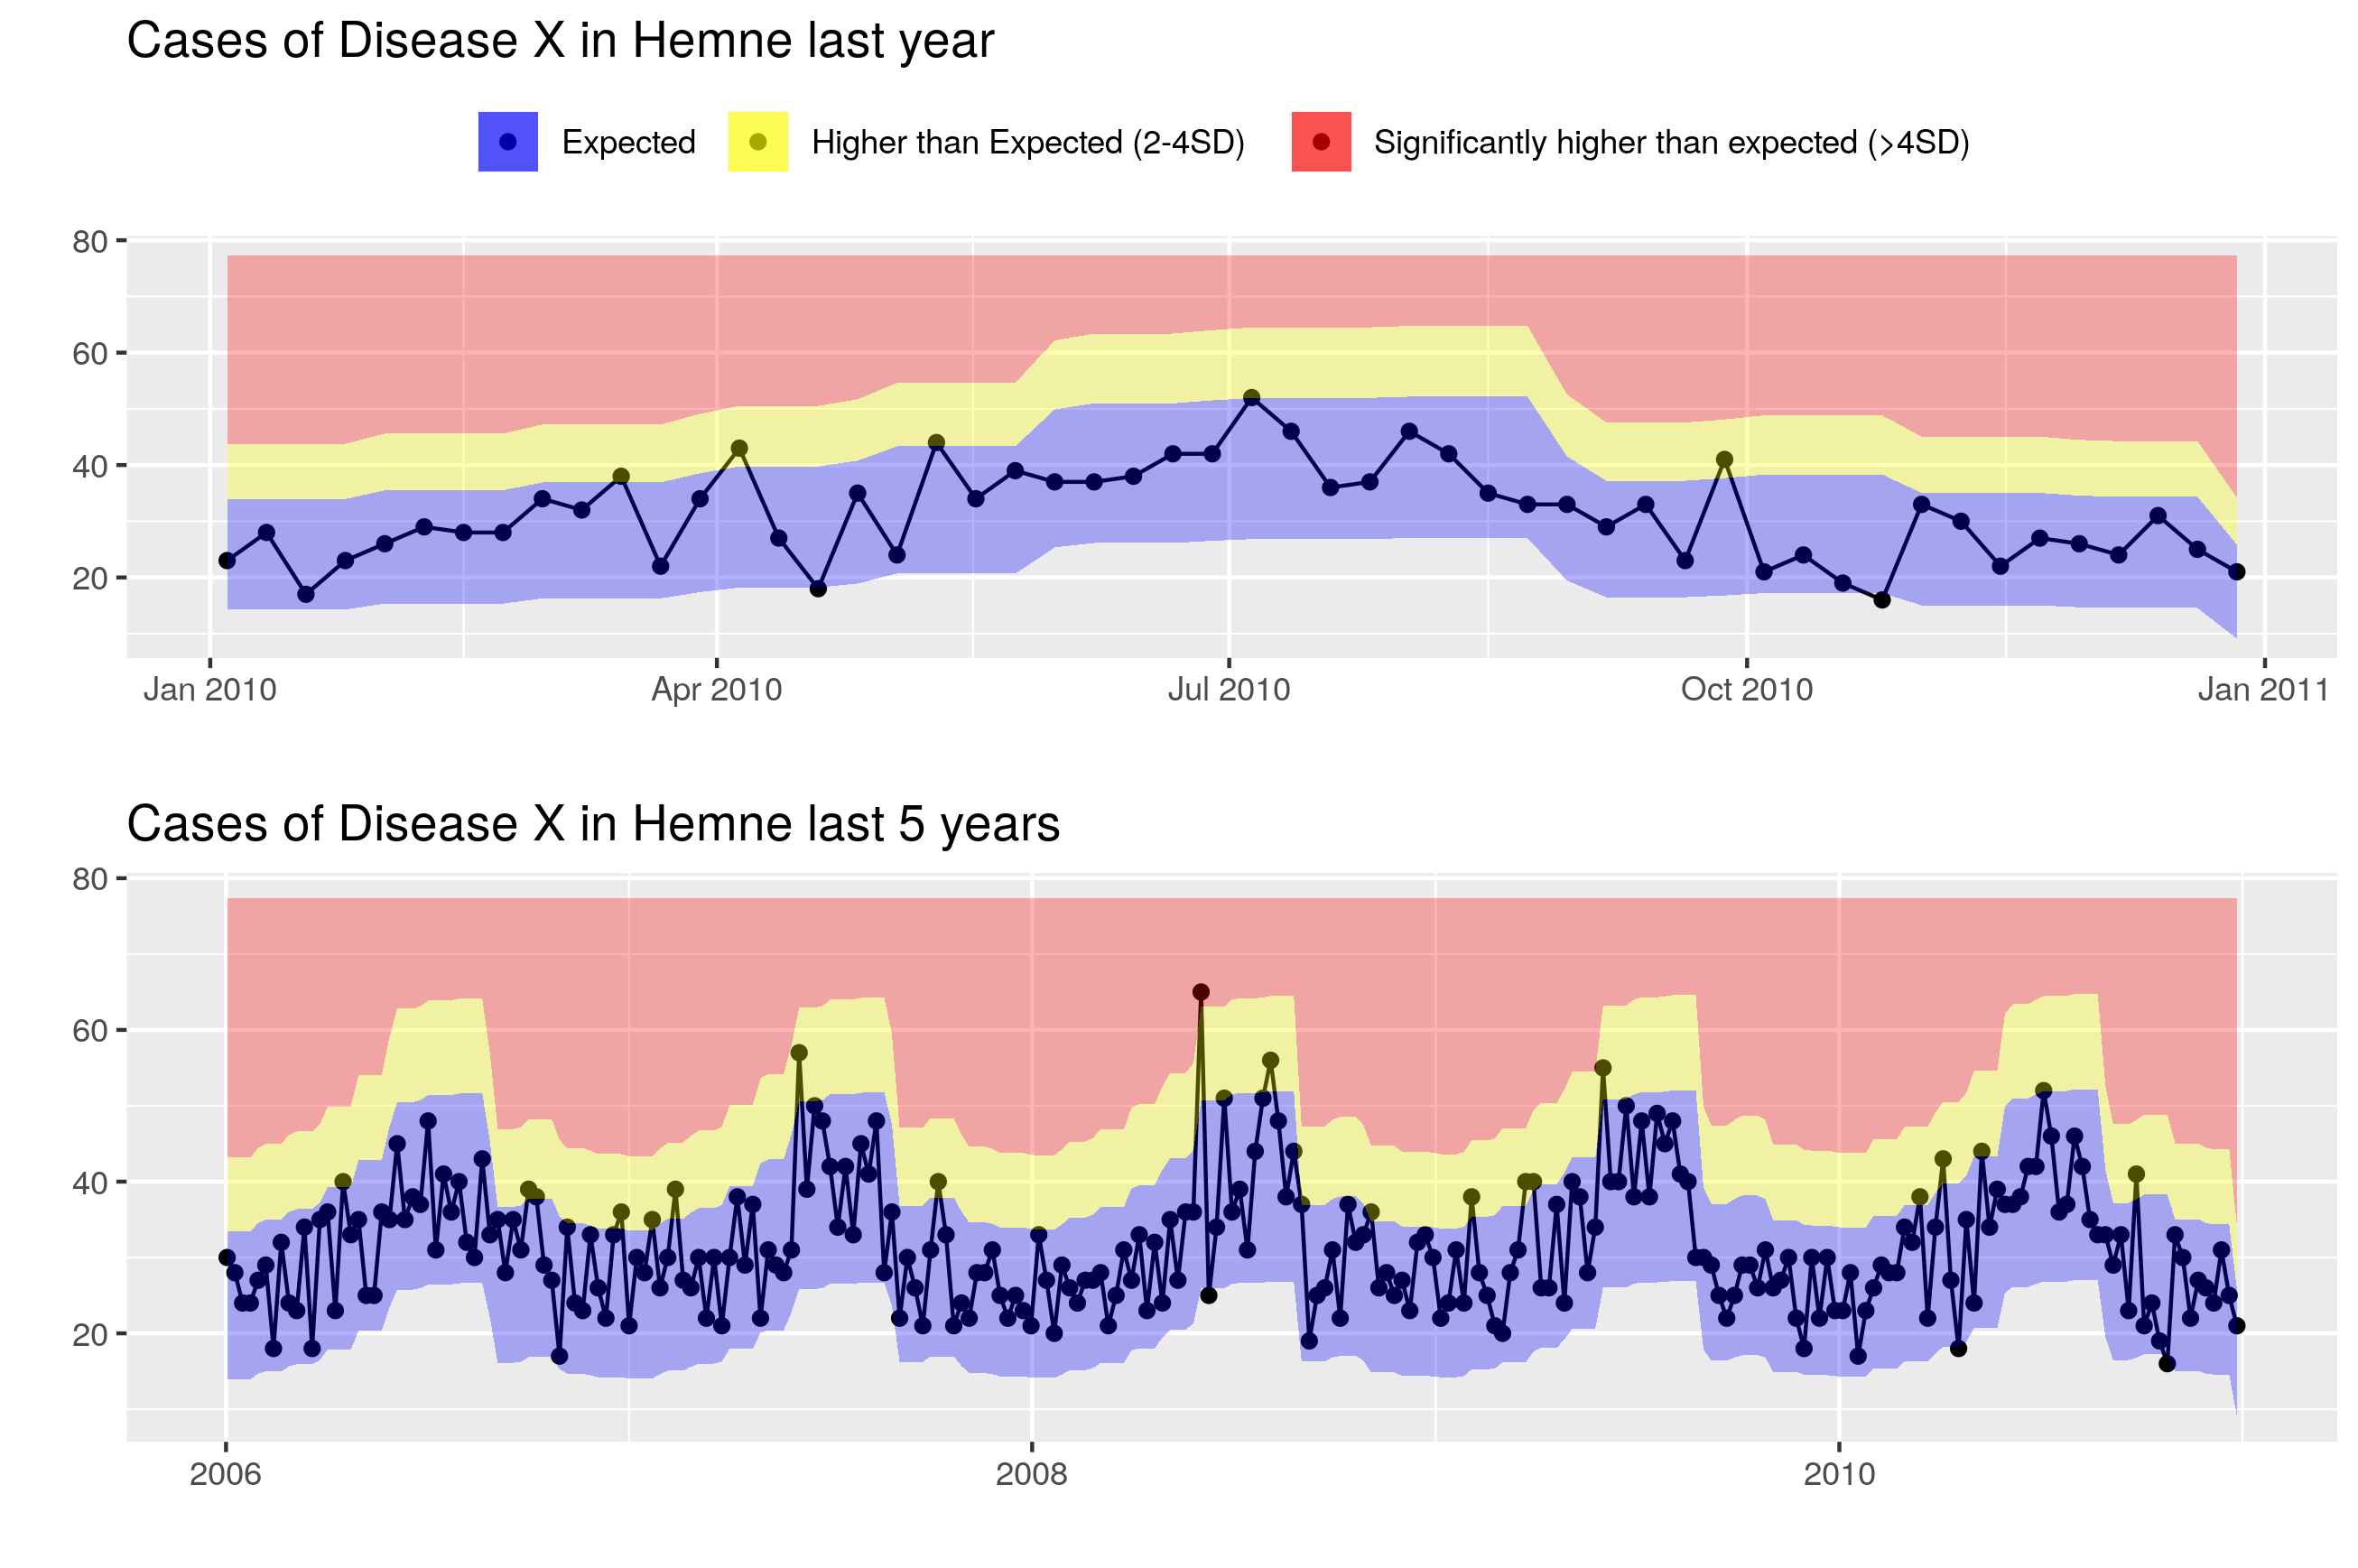 Cases of Disease X in Hemne last year
Expected Higher than Expected (2-4SD) Significantly higher than expected (>4SD)
80
60
40
20
Jan 2010 Apr 2010 Jul 2010 Oct 2010 Jan 2011
Cases of Disease X in Hemne last 5 years
80
60
40
20
2006 2008 2010